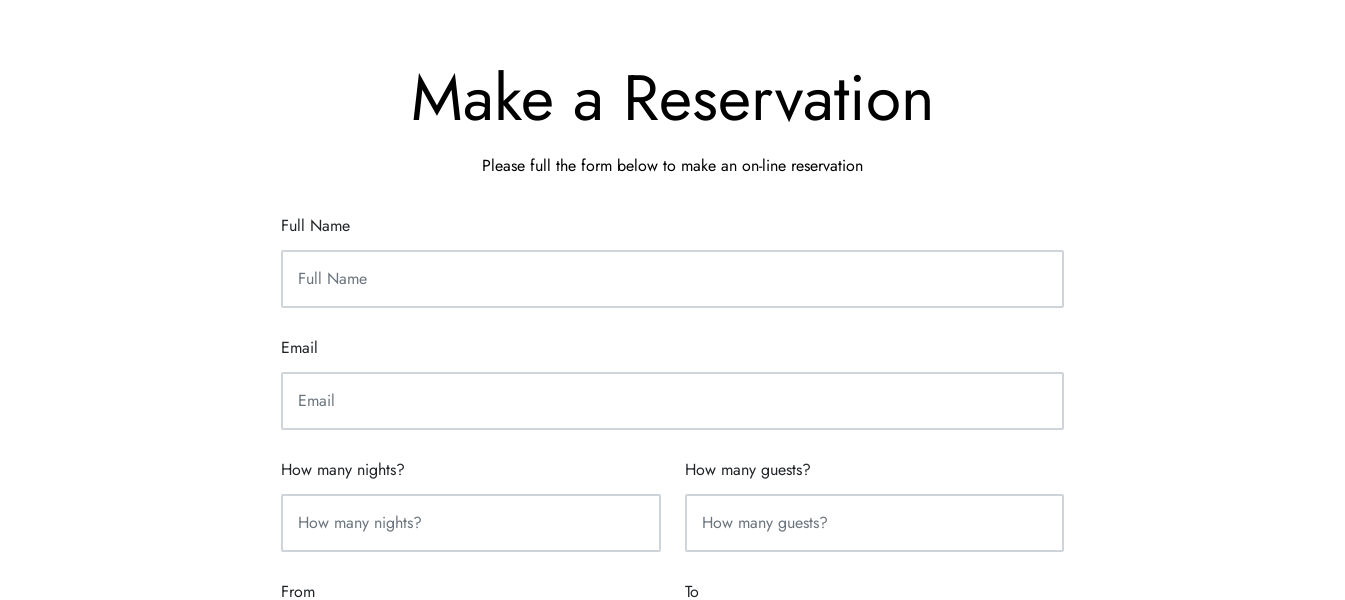 Make a Reservation
Please full the form below to make an on-line reservation
Full Name
Full Name
Email
Email
How many nights? How many guests?
How many nights? How many guests?
From To